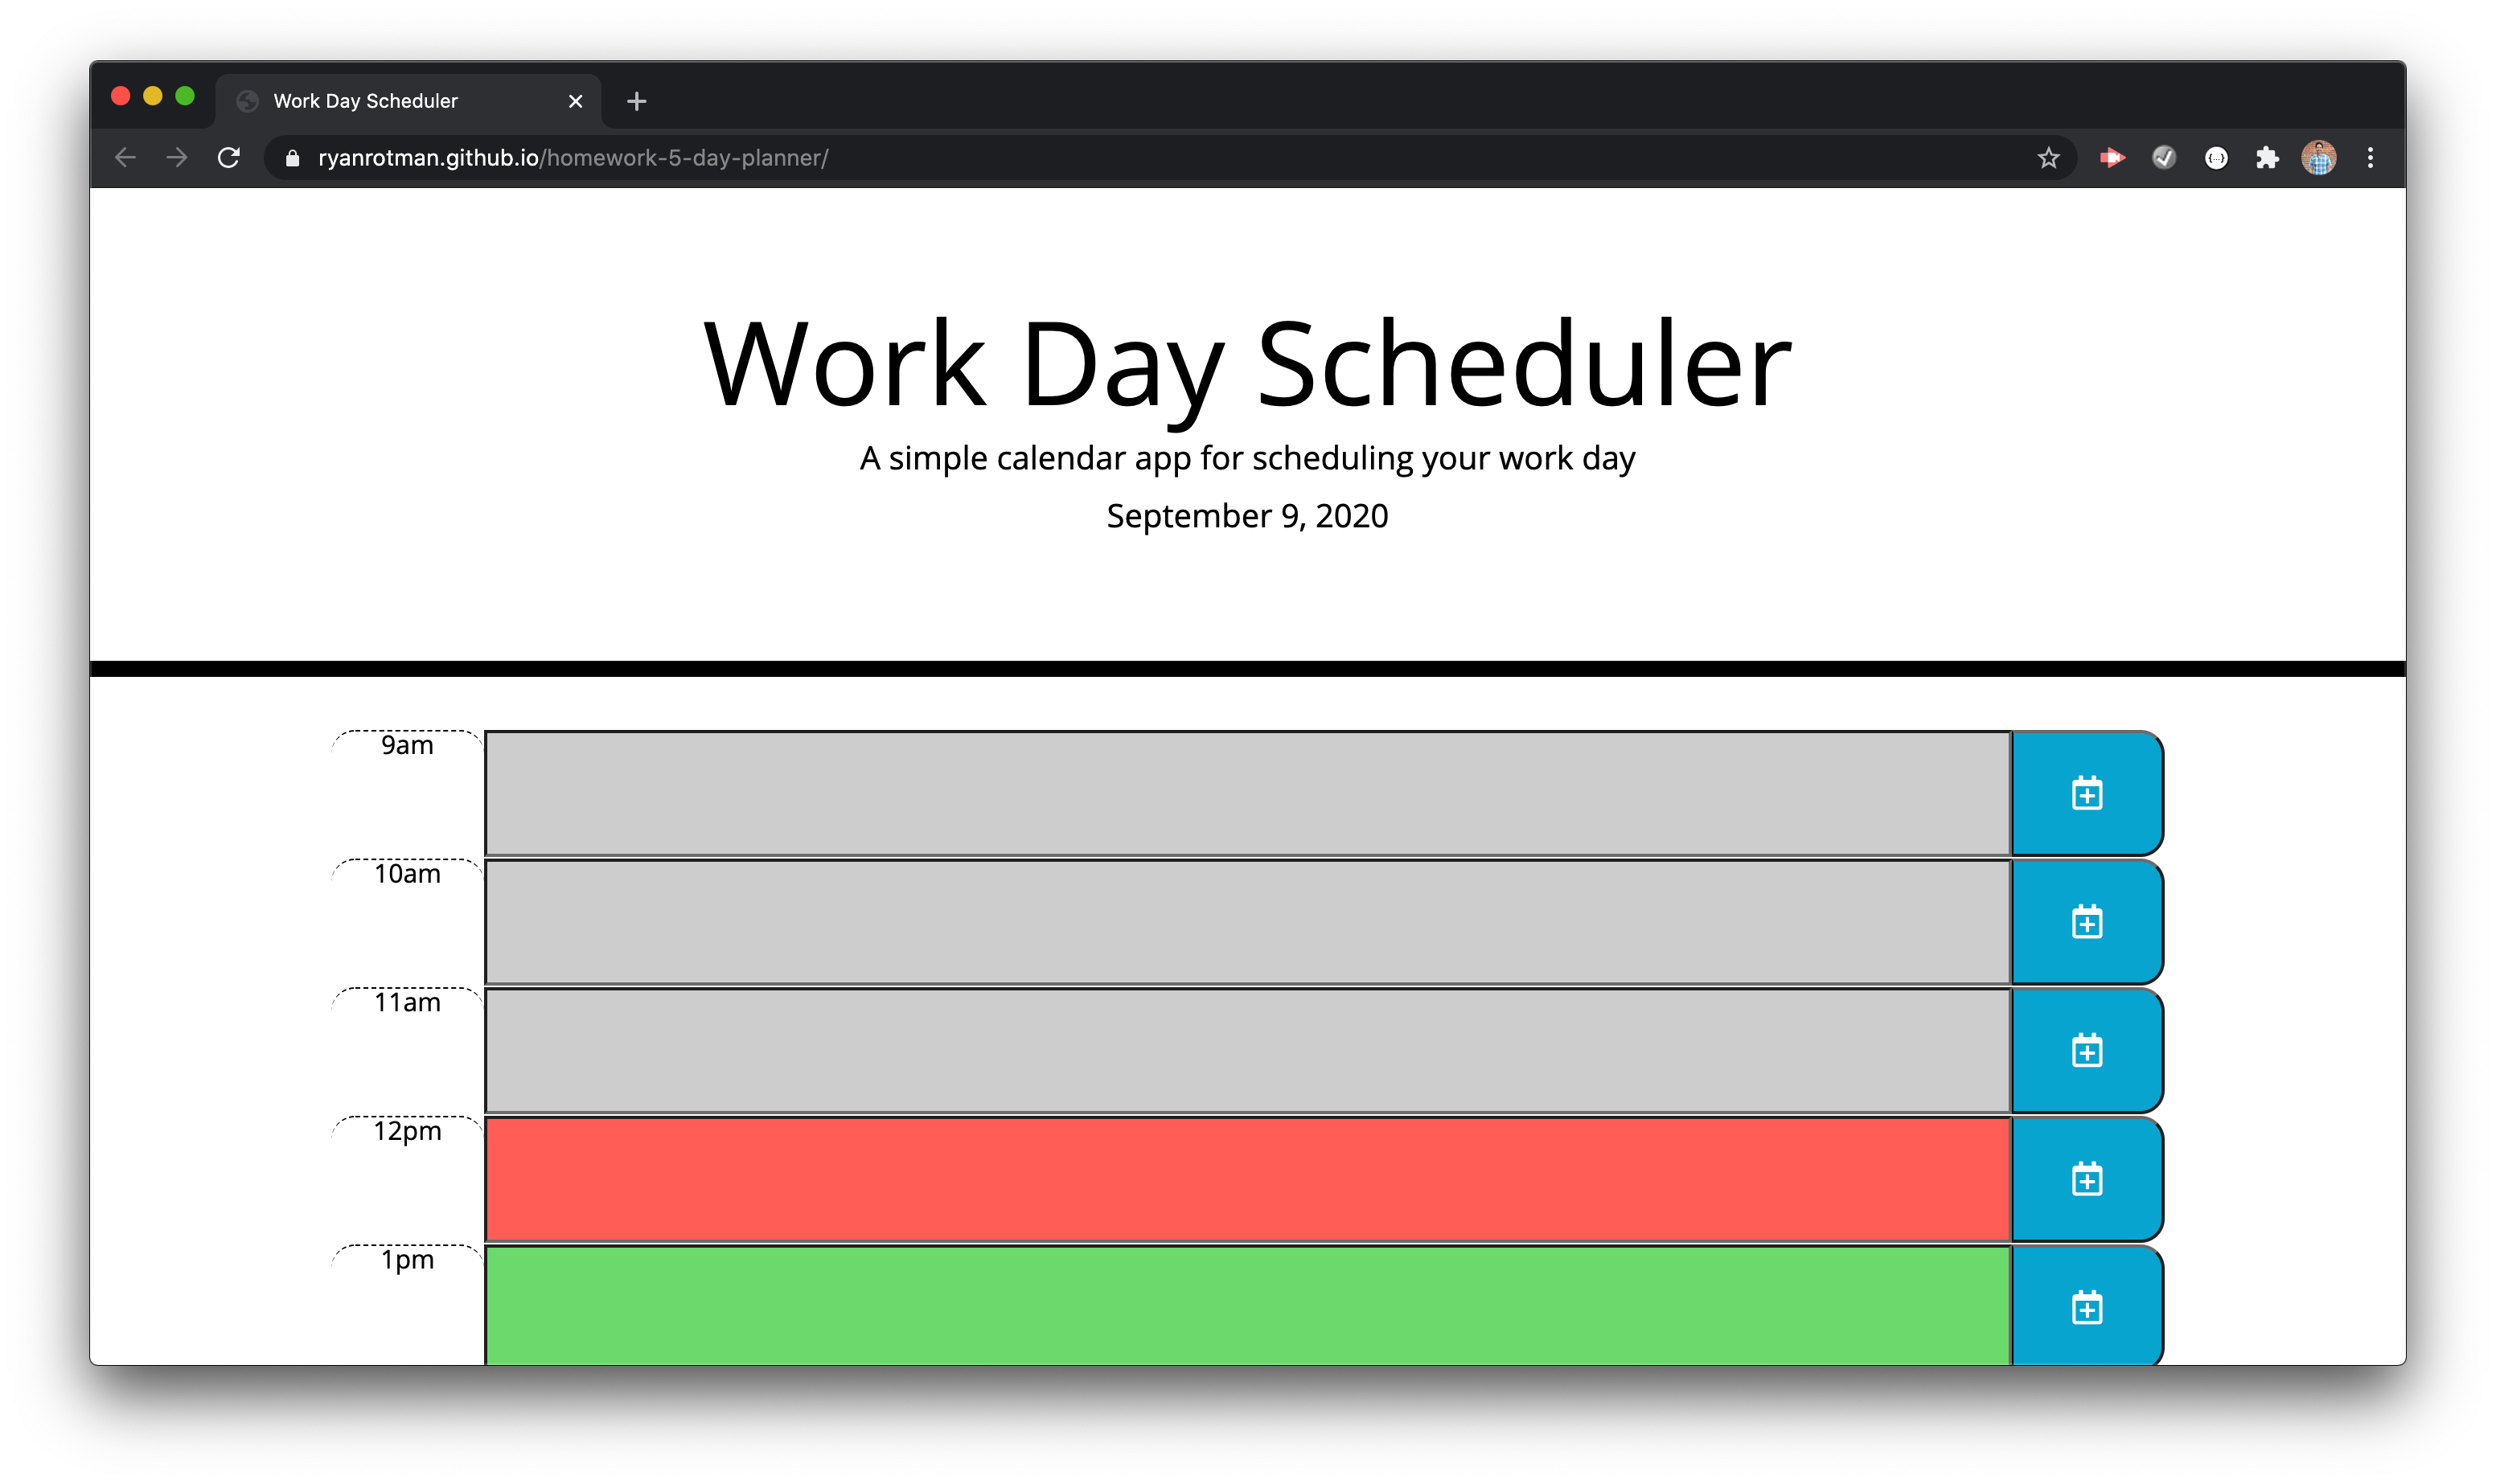 Work Day Scheduler
ryanrotman.github.io/homework-5-day-planner/
Work Day Scheduler
A simple calendar app for scheduling your work day
September 9, 2020
9am
10am
11am
12pm
1pm